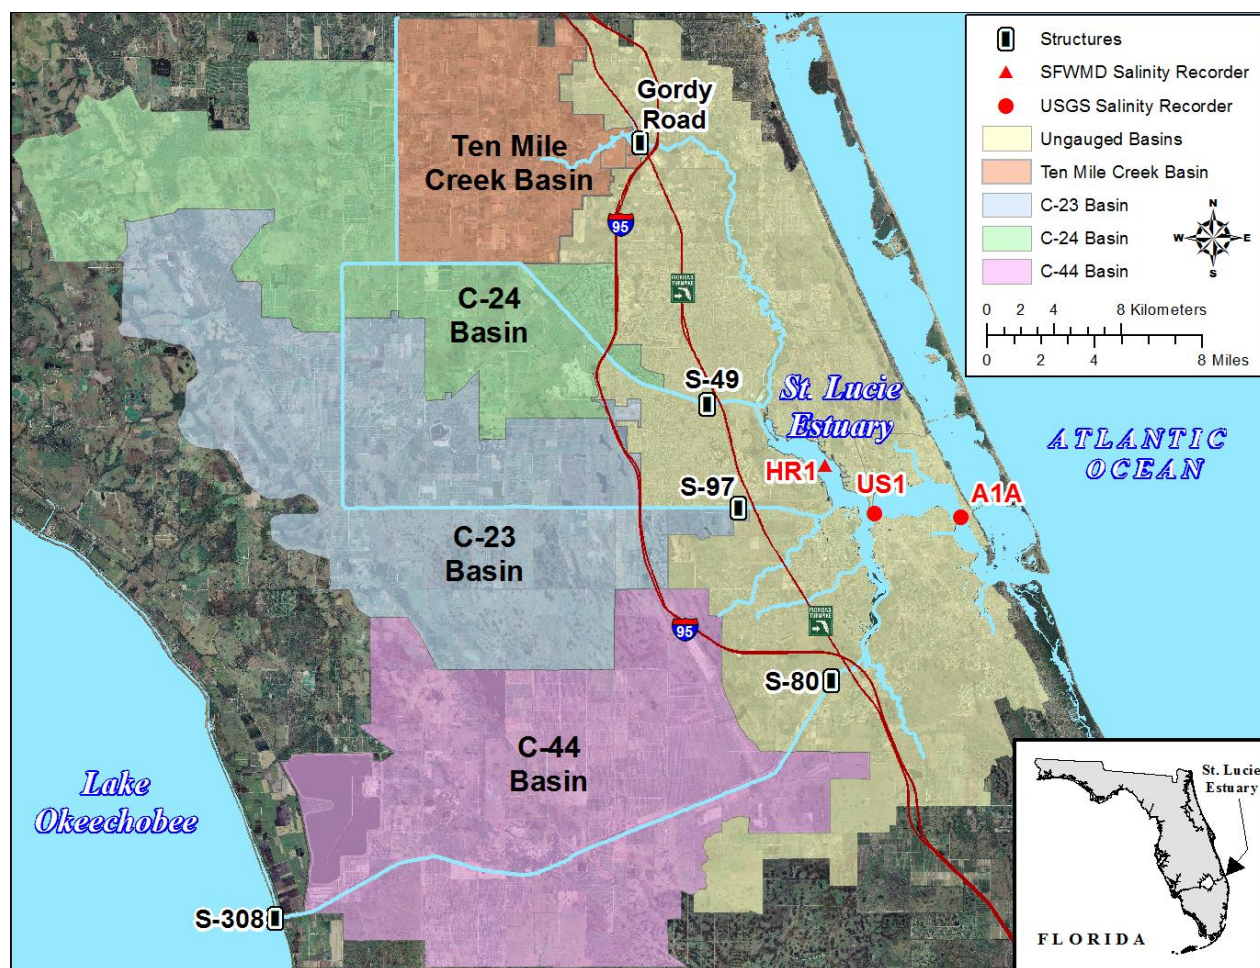 Structures
SFWMD Salinity Recorder
USGS Salinity Recorder
Ungauged Basins
Ten Mile Creek Basin
C-23 Basin
C-24 Basin
C-44 Basin
N
W E
S
0 2 4 8 Kilometers
0 2 4 8 Miles
Gordy
Road
Ten Mile
Creek Basin
95
C-24
Basin
S-49
St. Lucie
Estuary
ATLANTIC
OCEAN
HR1
US1
A1A
S-97
C-23
Basin
95
S-80
C-44
Basin
Lake
Okeechobee
S-308
St. Lucie
Estuary
FLORIDA